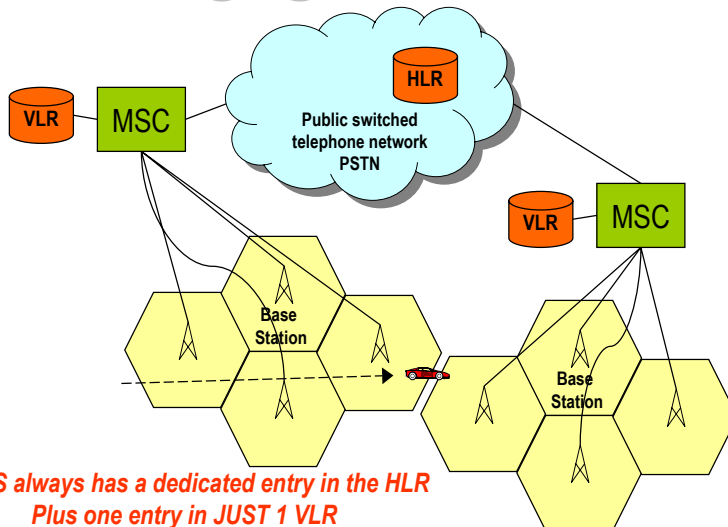 HLR
VLR
MSC
Public switched
telephone network
PSTN
VLR
MSC
Base
Station
Base
Station
S always has a dedicated entry in the HLR
Plus one entry in JUST 1 VLR